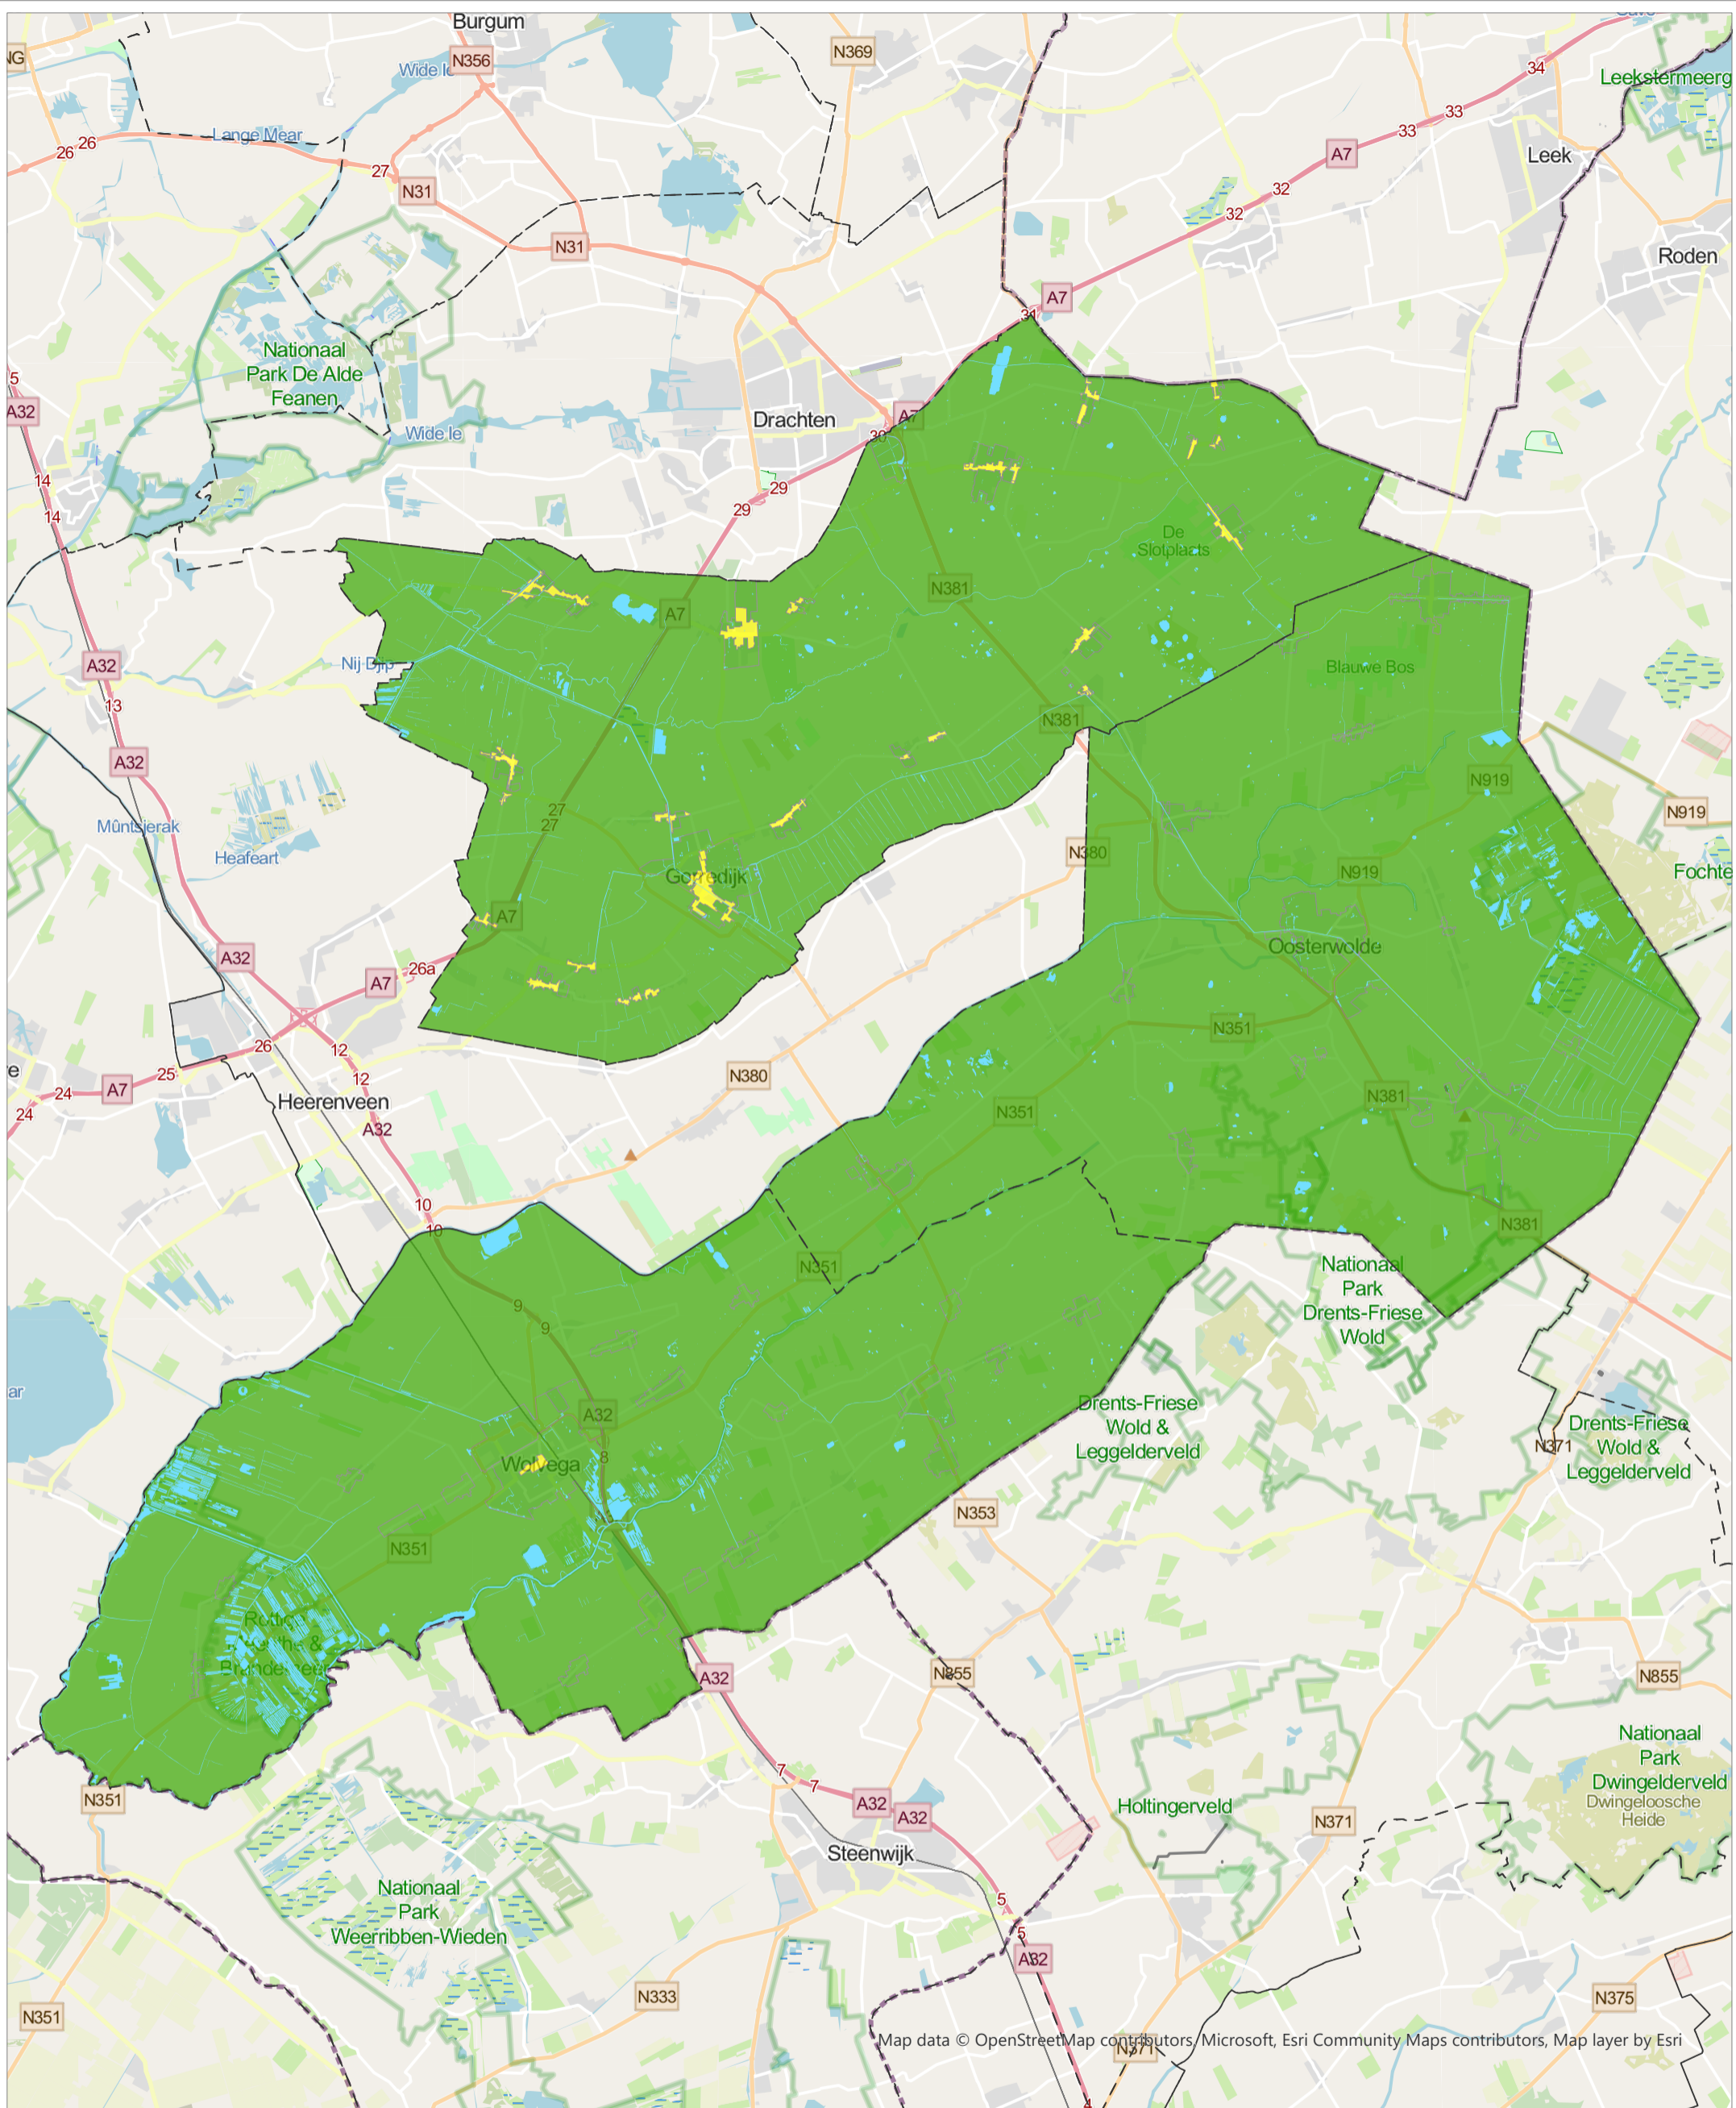 Burgum
N369
N356
Wide Ie
34
Leekstermeerg
33
33
Lange Mear
26
26
27
A7
Leek
N31
32
32
N31
Roden
A7
31
Nationaal
Park De Alde
Feanen
5
A32
Drachten
A7
Wide Ie
30
14
29
29
14
De
Slotplaats
N381
A7
Nij Djip
A32
Blauwe Bos
13
N381
A32
N919
27
27
N919
Mûntsjerak
Heafeart
N380
N919
Fochte
Gorredijk
A7
Oosterwolde
A32
26a
A7
N351
26
12
25
N380
A7
24
24
12
Heerenveen
N381
N351
A32
10
10
N381
N351
Nationaal
Park
Drents-Friese
Wold
9
9
ar
A32
Drents-Friese
Wold &
Leggelderveld
Drents-Friese
Wold &
Leggelderveld
N371
8
Wolvega
N353
N351
N855
N855
A32
Nationaal
Park
Dwingelderveld
Dwingeloosche
Heide
7
7
N351
A32
A32
Holtingerveld
N371
Steenwijk
Nationaal
Park
Weerribben-Wieden
5
5
A32
N333
N375
N351
Map data © OpenStreetMap contributors, Microsoft, Esri Community Maps contributors, Map layer by Esri
N371
4